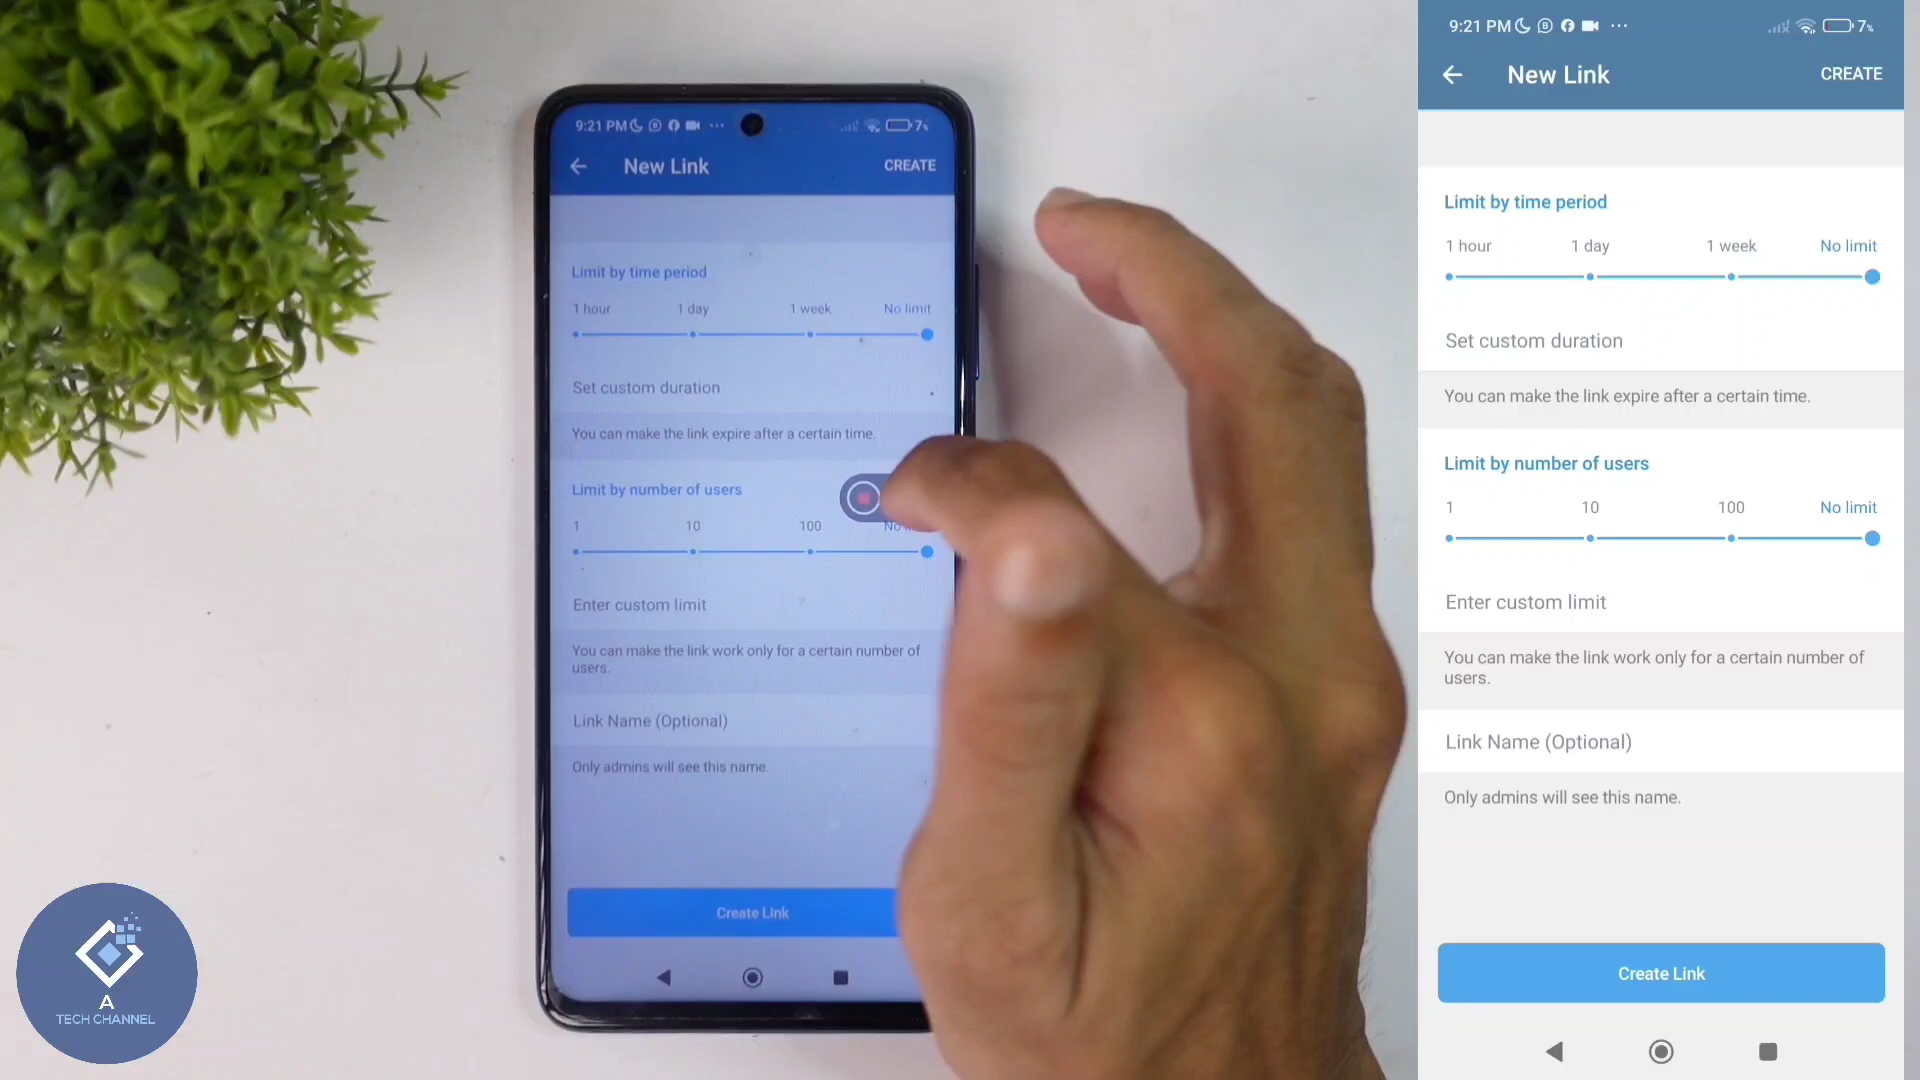 9:21 PM
7%
New Link
CREATE
Limit by time period
1 hour 1 day 1 week No limit
Set custom duration
You can make the link expire after a certain time.
Limit by number of users
1 10 100
Enter custom limit
You can make the link work only for a certain number of
users.
Link Name (Optional)
Only admins will see this name.
Create Link
A
TECH CHANNEL
9:21 PM
7%
New Link
CREATE
Limit by time period
1 hour 1 day 1 week No limit
Set custom duration
You can make the link expire after a certain time.
Limit by number of users
1 10 100 No limit
Enter custom limit
You can make the link work only for a certain number of
users.
Link Name (Optional)
Only admins will see this name.
Create Link